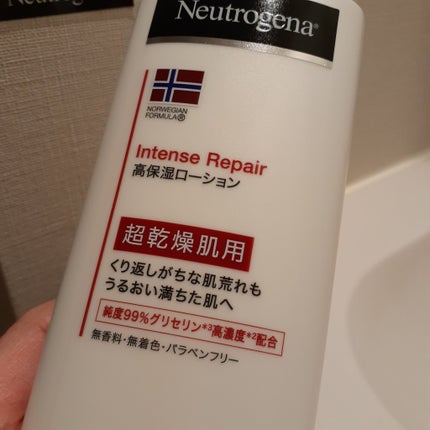 Neutrogena®
NORWEGIAN
FORMULA®
Intense Repair
高保湿ローション
超乾燥肌用
くり返しがちな肌荒れも
うるおい満ちた肌へ
純度99%グリセリン*³高濃度*²配合
無香料・無着色・パラベンフリー